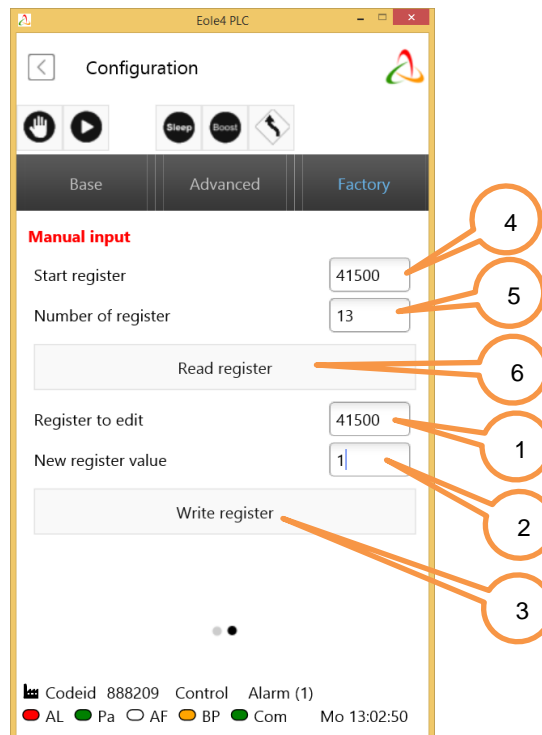 Eole4 PLC
Configuration
Sleep Boost
Base Advanced Factory
Manual input
Start register 41500 4
Number of register 13 5
Read register 6
Register to edit 41500 1
New register value 1 2
Write register 3
Codeid 888209 Control Alarm (1)
AL Pa AF BP Com Mo 13:02:50